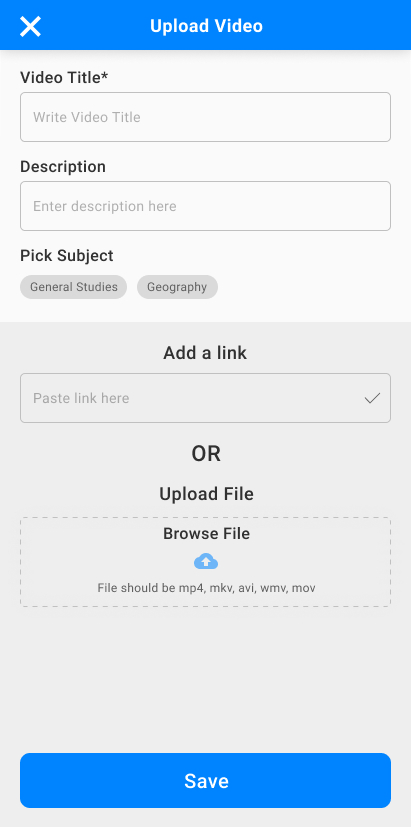 Upload Video
Video Title*
Write Video Title
Description
Enter description here
Pick Subject
General Studies Geography
Add a link
Paste link here
OR
Upload File
Browse File
File should be mp4, mkv, avi, wmv, mov
Save